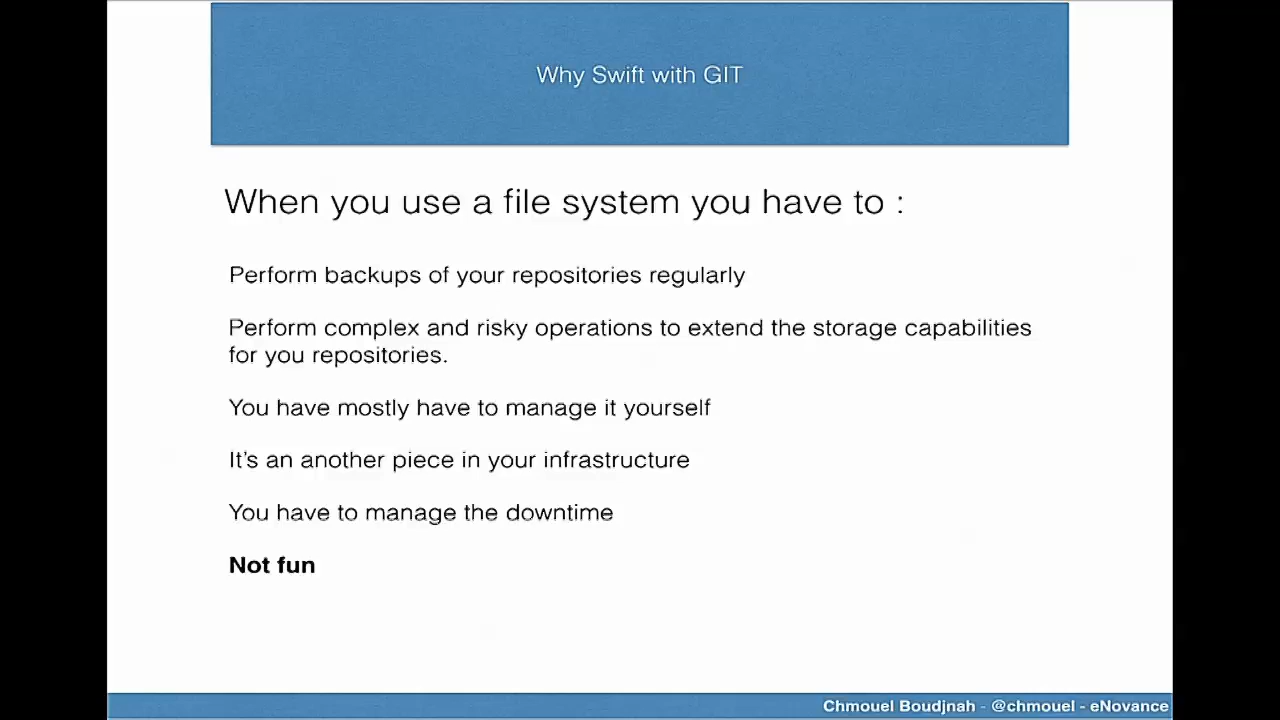 Why Swift with GIT
When you use a file system you have to :
Perform backups of your repositories regularly
Perform complex and risky operations to extend the storage capabilities
for you repositories.
You have mostly have to manage it yourself
It’s an another piece in your infrastructure
You have to manage the downtime
Not fun
Chmouel Boudjnah - @chmouel - eNovance